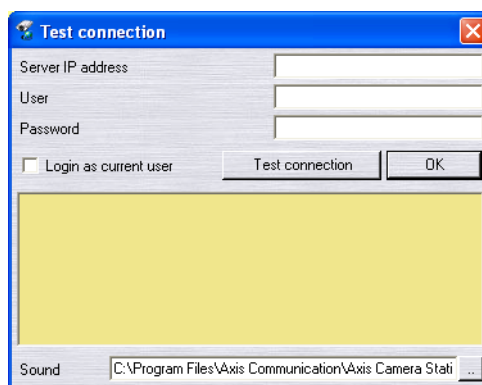 Test connection
Server IP address
User
Password
Login as current user Test connection OK
Sound C:\Program Files\Axis Communication\Axis Camera Stati ..